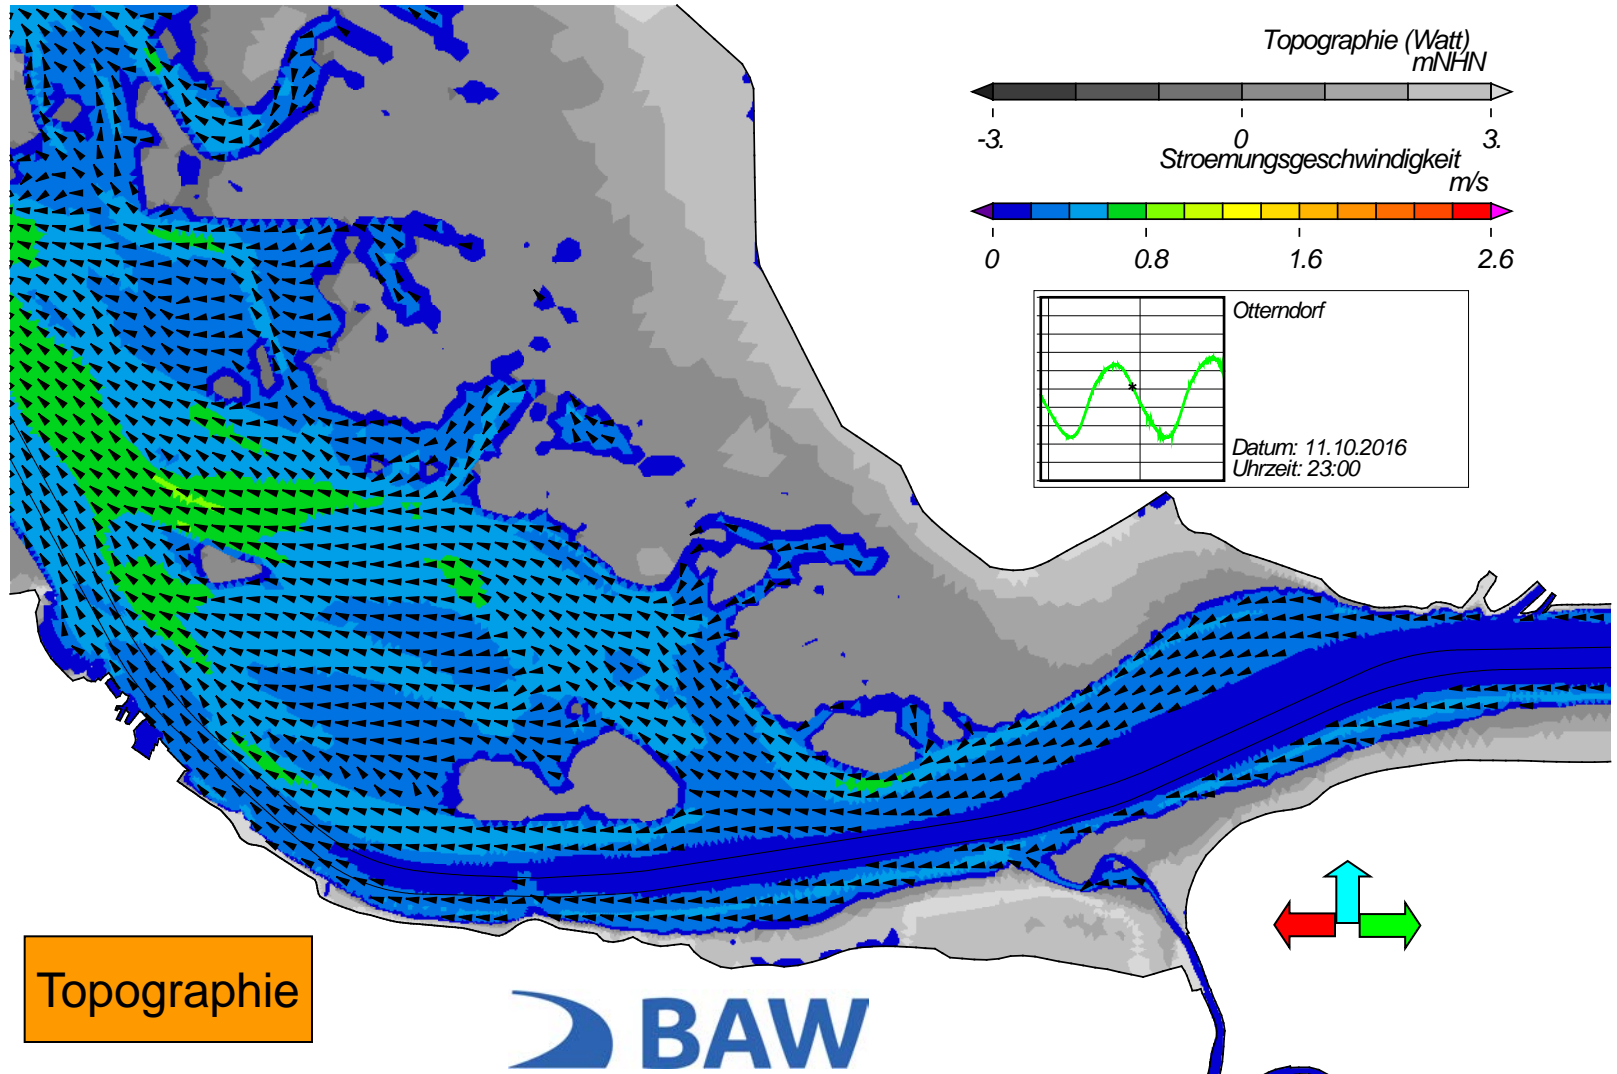 Topographie (Watt)
mNHN
-3. 0 3.
Stroemungsgeschwindigkeit
m/s
0 0.8 1.6 2.6
Otterndorf
Datum: 11.10.2016
Uhrzeit: 23:00
Topographie
BAW